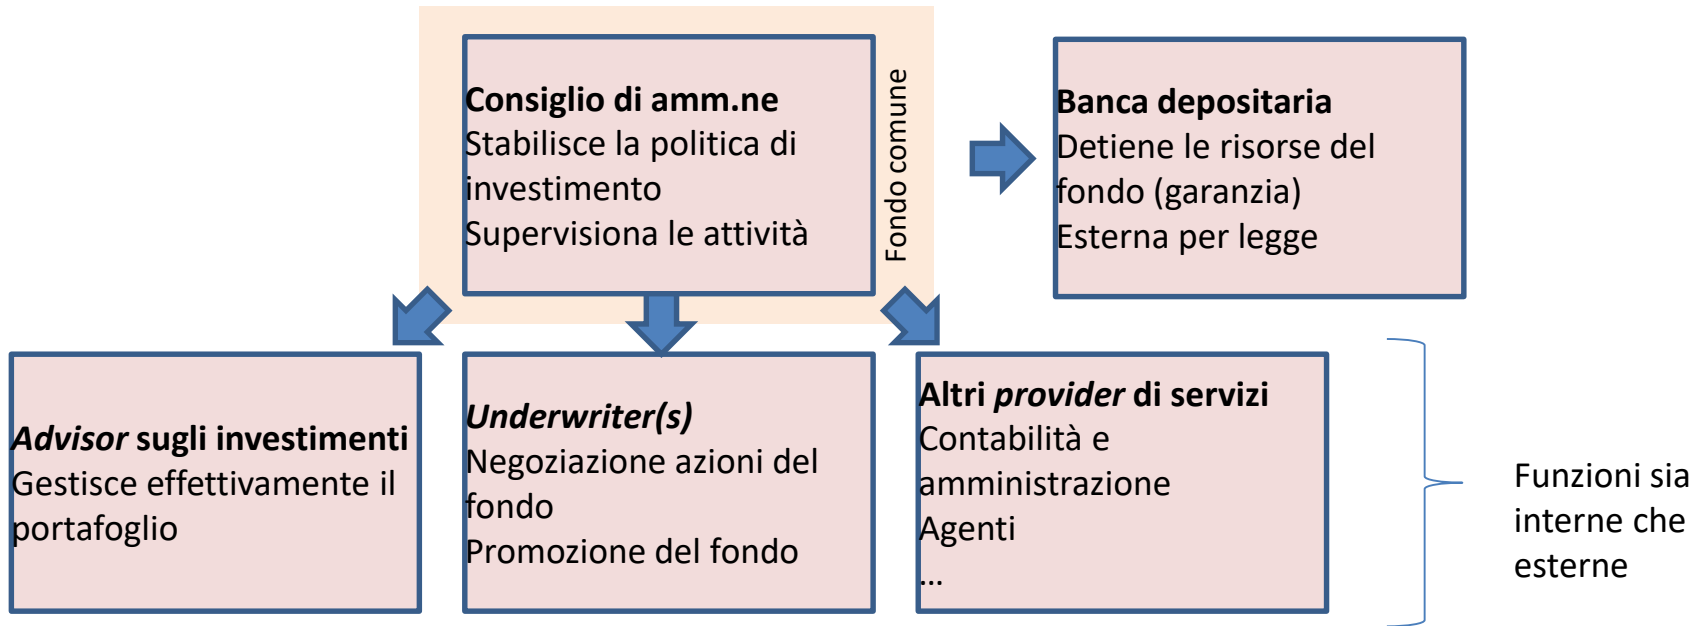 Consiglio di amm.ne
Stabilisce la politica di
investimento
Supervisiona le attività
Fondo comune
Banca depositaria
Detiene le risorse del
fondo (garanzia)
Esterna per legge
Advisor sugli investimenti
Gestisce effettivamente il
portafoglio
Underwriter(s)
Negoziazione azioni del
fondo
Promozione del fondo
Altri provider di servizi
Contabilità e
amministrazione
Agenti
...
Funzioni sia
interne che
esterne